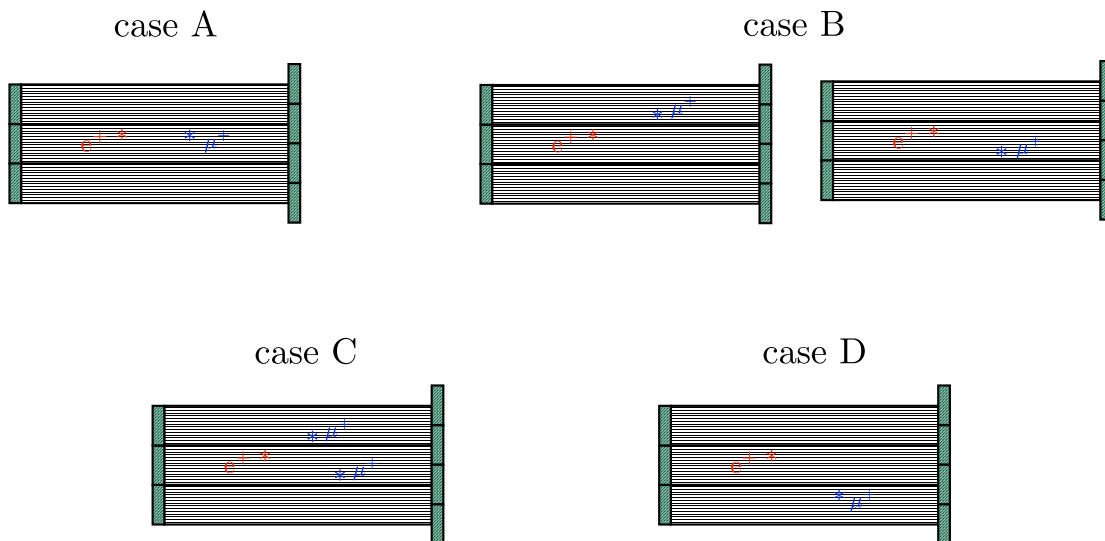 case A
case B
e⁺ * * μ⁺
e⁺ * * μ⁺
e⁺ * * μ⁺
case C
case D
e⁺ * * μ⁺ * μ⁺
e⁺ * * μ⁺